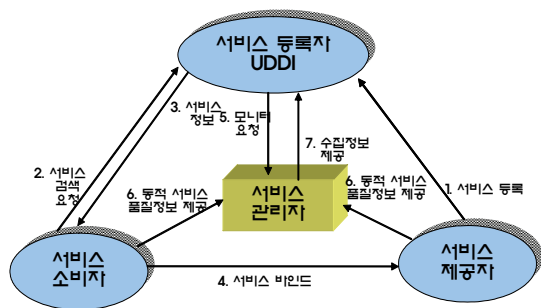 서비스 등록자
UDDI
3. 서비스
정보
5. 모니터
요청
7. 수집정보
제공
2. 서비스
검색
요청
6. 동적 서비스
품질정보 제공
서비스
관리자
6. 동적 서비스
품질정보 제공
1. 서비스 등록
서비스
소비자
4. 서비스 바인드
서비스
제공자